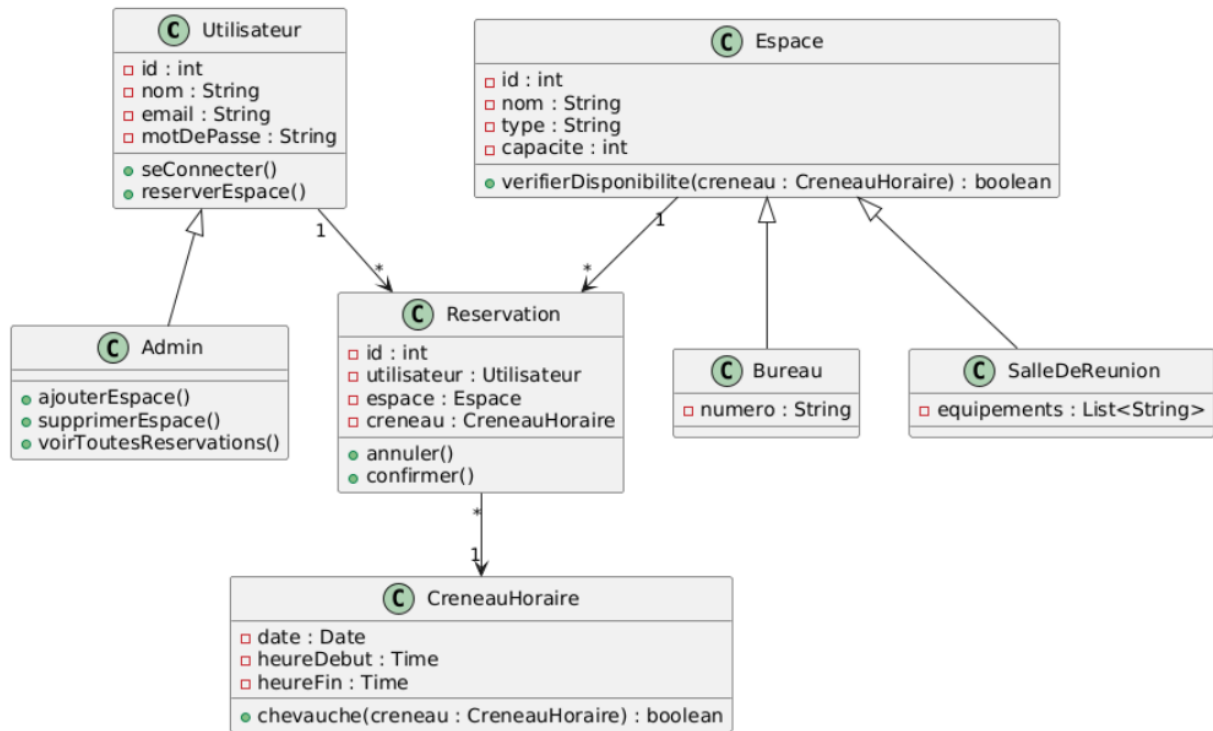 C Utilisateur
id : int
nom : String
email : String
motDePasse : String
seConnecter()
reserverEspace()
C Espace
id : int
nom : String
type : String
capacite : int
verifierDisponibilite(creneau : CreneauHoraire) : boolean
1
*
1
*
C Admin
ajouterEspace()
supprimerEspace()
voirToutesReservations()
C Reservation
id : int
utilisateur : Utilisateur
espace : Espace
creneau : CreneauHoraire
annuler()
confirmer()
C Bureau
numero : String
C SalleDeReunion
equipements : List<String>
*
1
C CreneauHoraire
date : Date
heureDebut : Time
heureFin : Time
chevauche(creneau : CreneauHoraire) : boolean